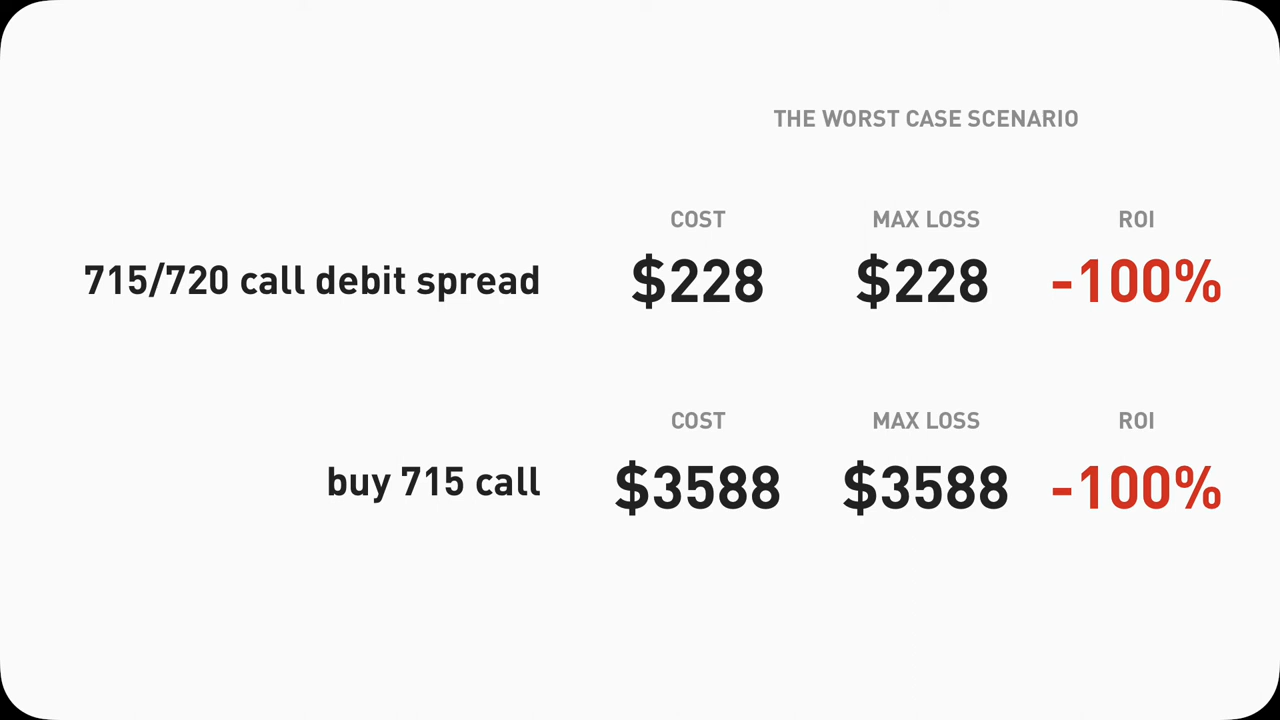 THE WORST CASE SCENARIO
COST MAX LOSS ROI
715/720 call debit spread $228 $228 -100%
COST MAX LOSS ROI
buy 715 call $3588 $3588 -100%